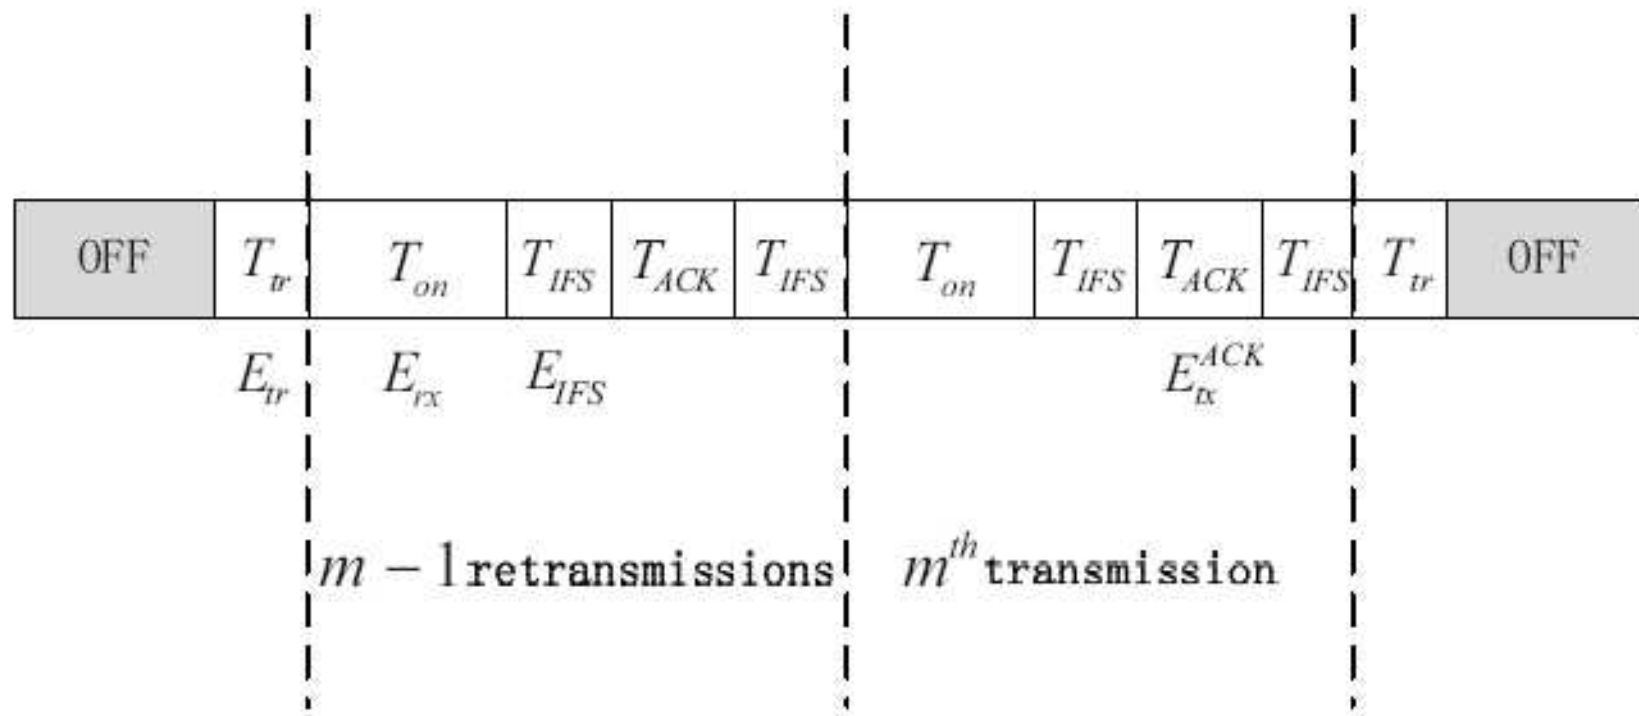 OFF T_tr T_on T_IFS T_ACK T_IFS T_on T_IFS T_ACK T_IFS T_tr OFF
E_tr E_rx E_IFS E_tx^ACK
m − 1 retransmissions m^th transmission